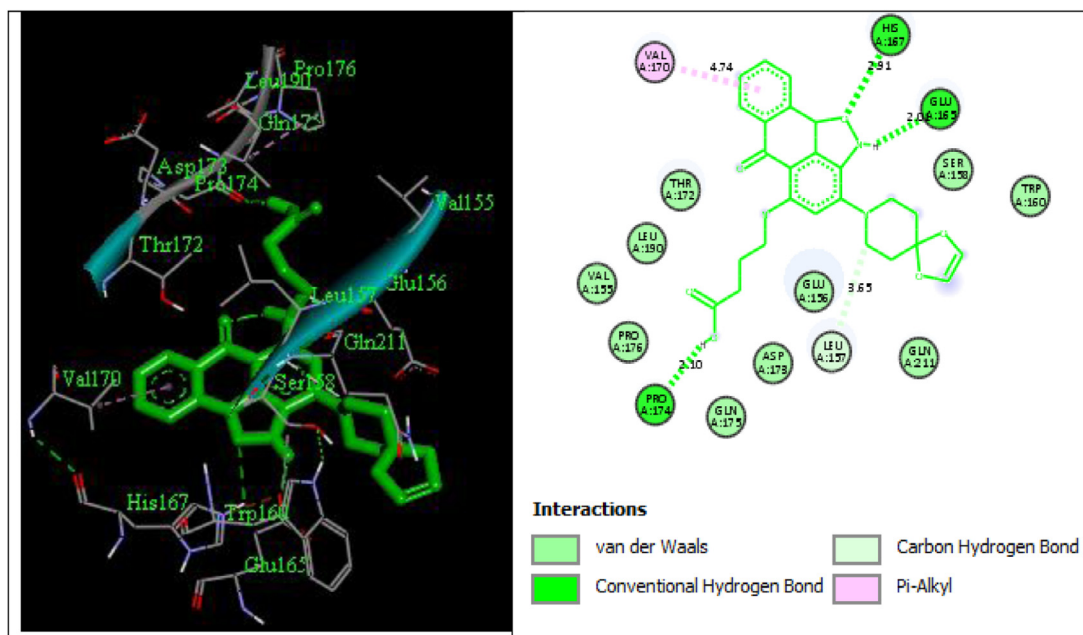 Pro176
Leu190
Gln175
Asp173
Pro174
Val155
Thr172
Glu156
Leu157
Gln211
Val170
Ser158
His167
Trp160
Glu165
HIS
A:167
VAL
A:170
4.74
2.91
GLU
A:165
SER
A:158
THR
A:172
TRP
A:160
LEU
A:190
VAL
A:155
GLU
A:156
3.65
PRO
A:176
LEU
A:157
ASP
A:173
GLN
A:211
H
2.10
PRO
A:174
GLN
A:175
Interactions
van der Waals
Carbon Hydrogen Bond
Conventional Hydrogen Bond
Pi-Alkyl